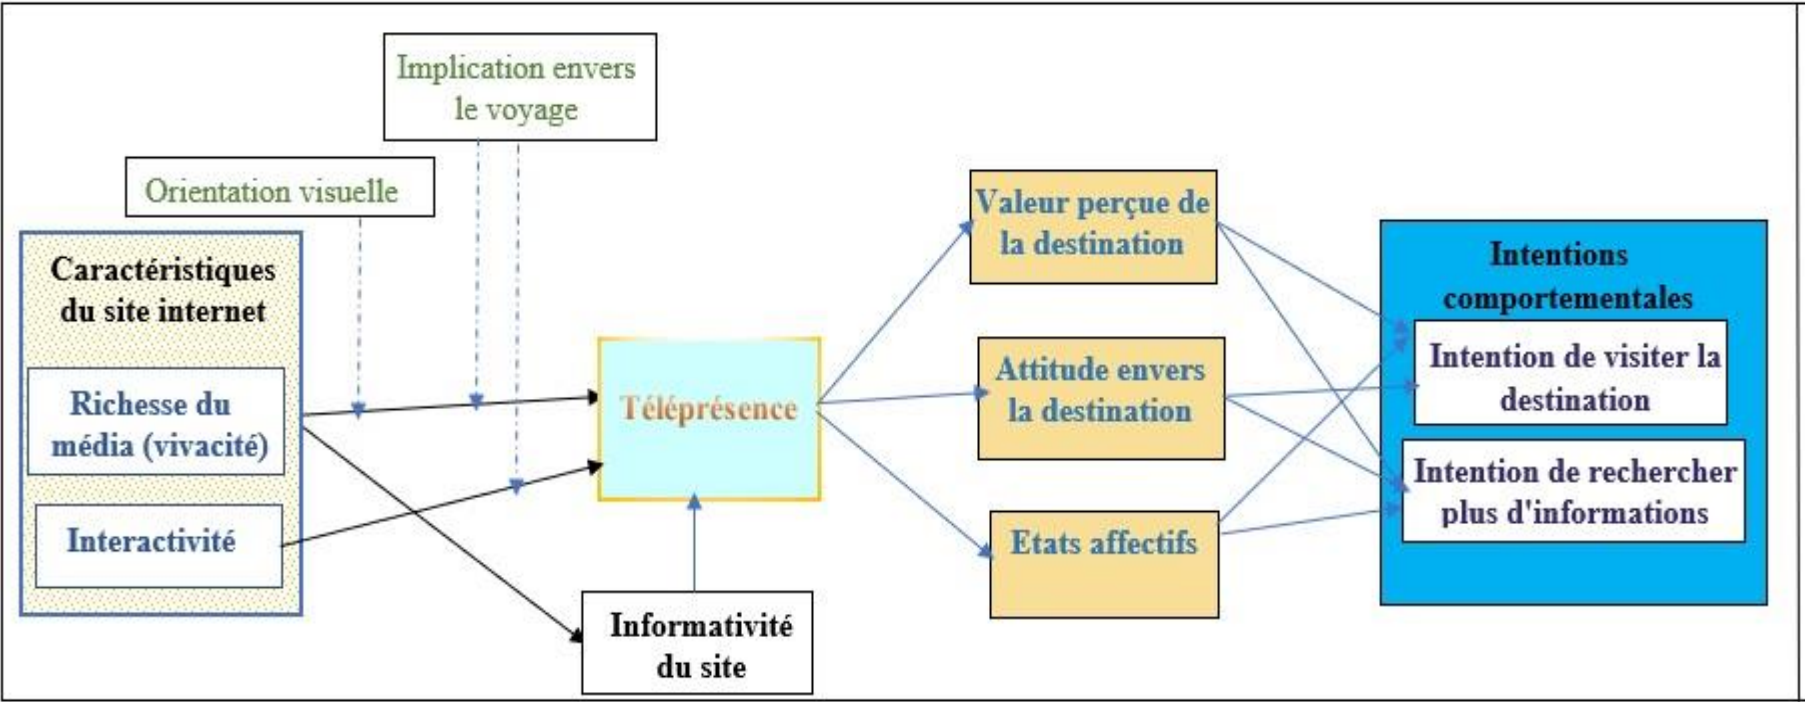 Implication envers
le voyage
Orientation visuelle
Caractéristiques
du site internet
Richesse du
média (vivacité)
Interactivité
Téléprésence
Informativité
du site
Valeur perçue de
la destination
Attitude envers
la destination
Etats affectifs
Intentions
comportementales
Intention de visiter la
destination
Intention de rechercher
plus d'informations